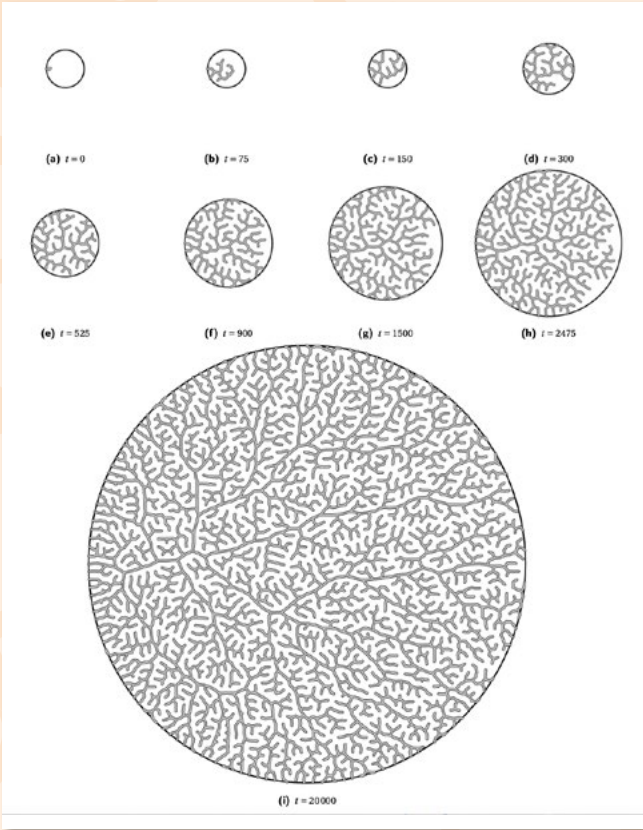 (a) t=0
(b) t=75
(c) t=150
(d) t=300
(e) t=525
(f) t=900
(g) t=1500
(h) t=2475
(i) t=20000